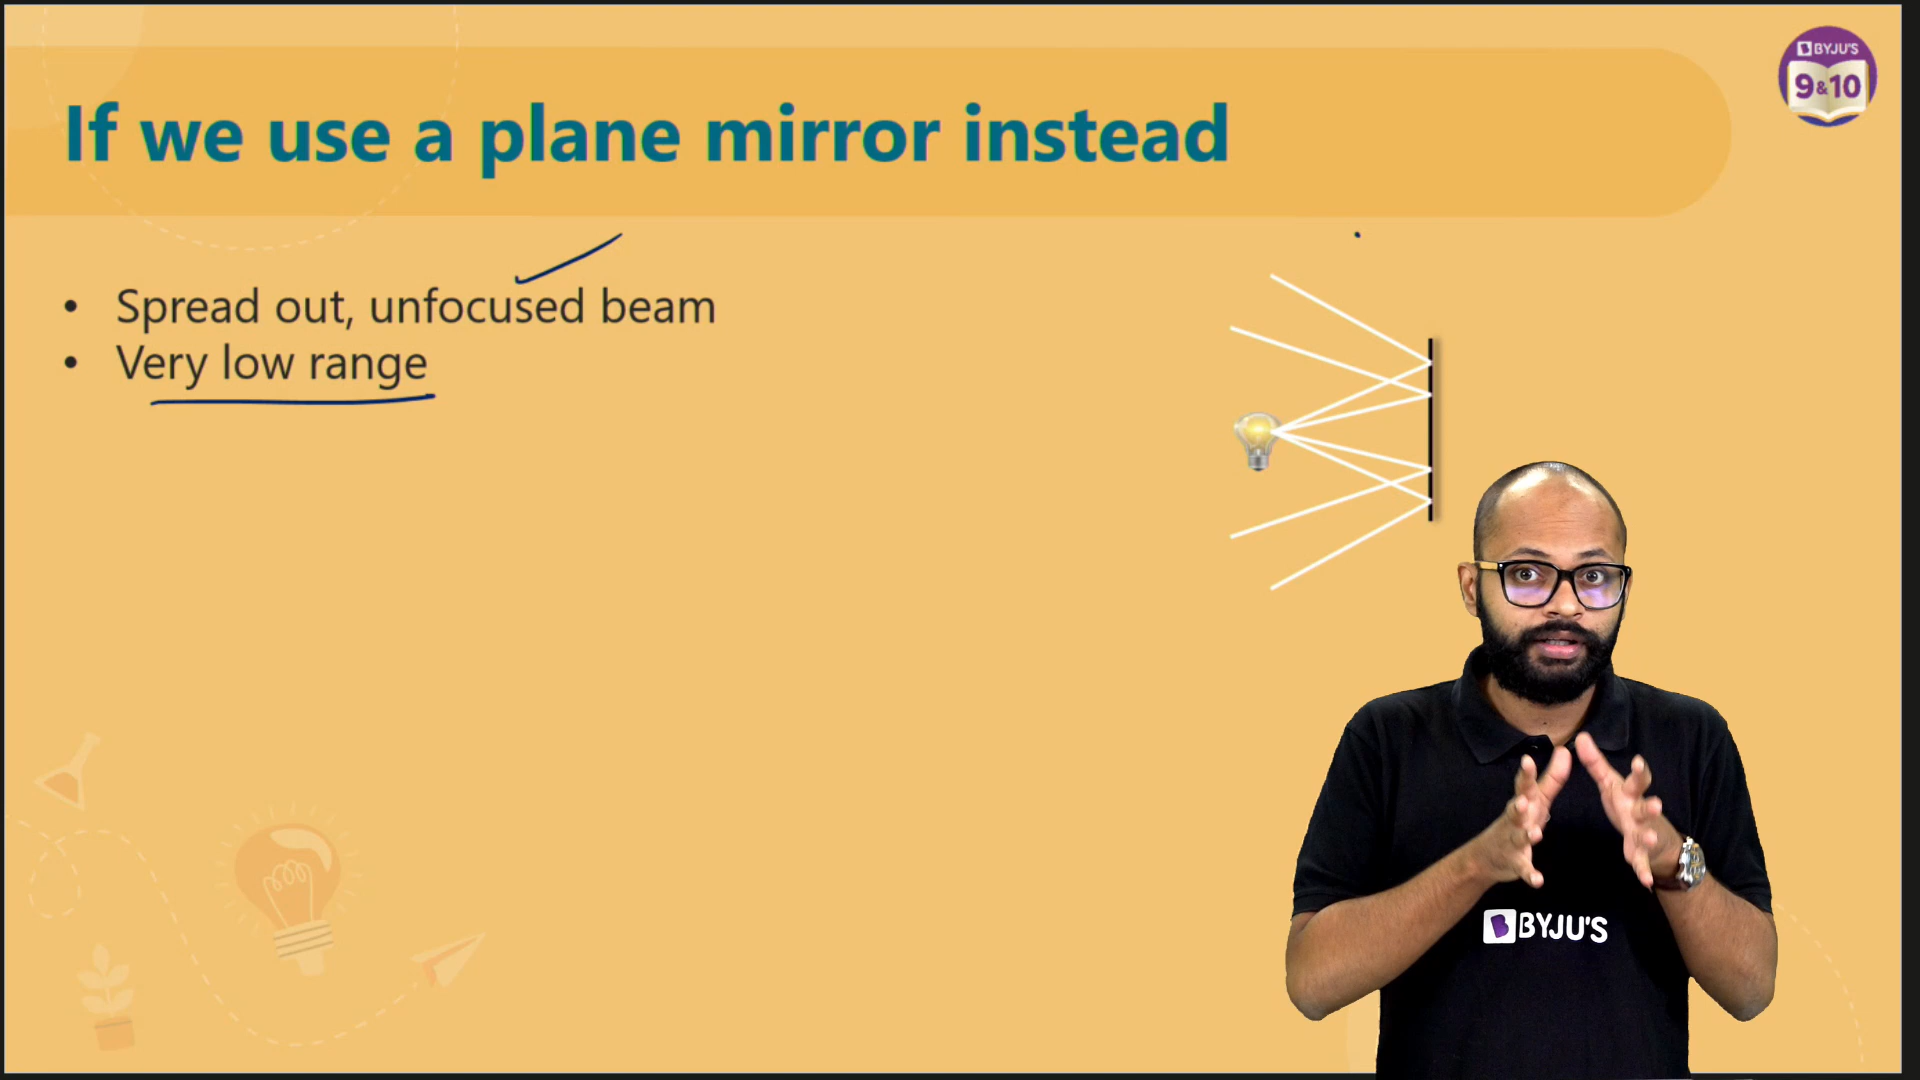 BYJU'S
9&10
If we use a plane mirror instead
• Spread out, unfocused beam
• Very low range
BYJU'S